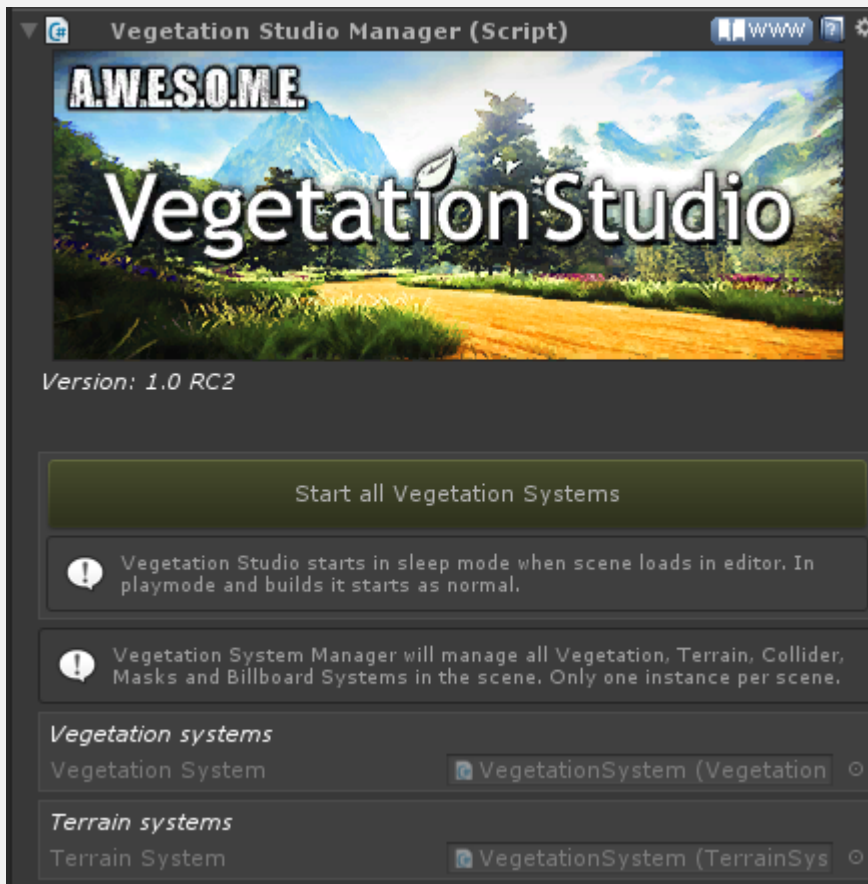 Vegetation Studio Manager (Script)
WWW
?
A.W.E.S.O.M.E.
Vegetation Studio
Version: 1.0 RC2
Start all Vegetation Systems
Vegetation Studio starts in sleep mode when scene loads in editor. In
playmode and builds it starts as normal.
Vegetation System Manager will manage all Vegetation, Terrain, Collider,
Masks and Billboard Systems in the scene. Only one instance per scene.
Vegetation systems
Vegetation System
VegetationSystem (Vegetation
Terrain systems
Terrain System
VegetationSystem (TerrainSys